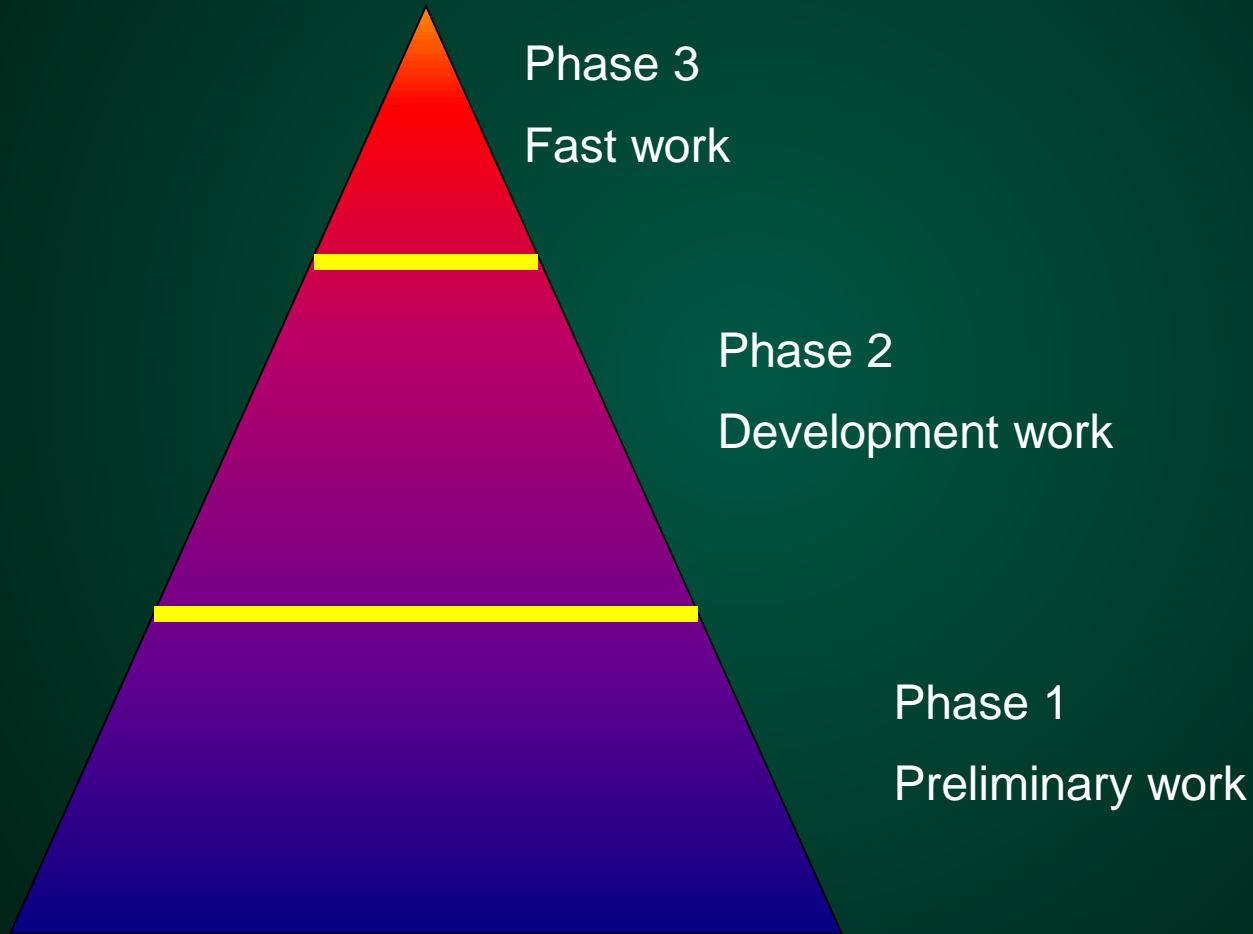 Phase 3
Fast work
Phase 2
Development work
Phase 1
Preliminary work